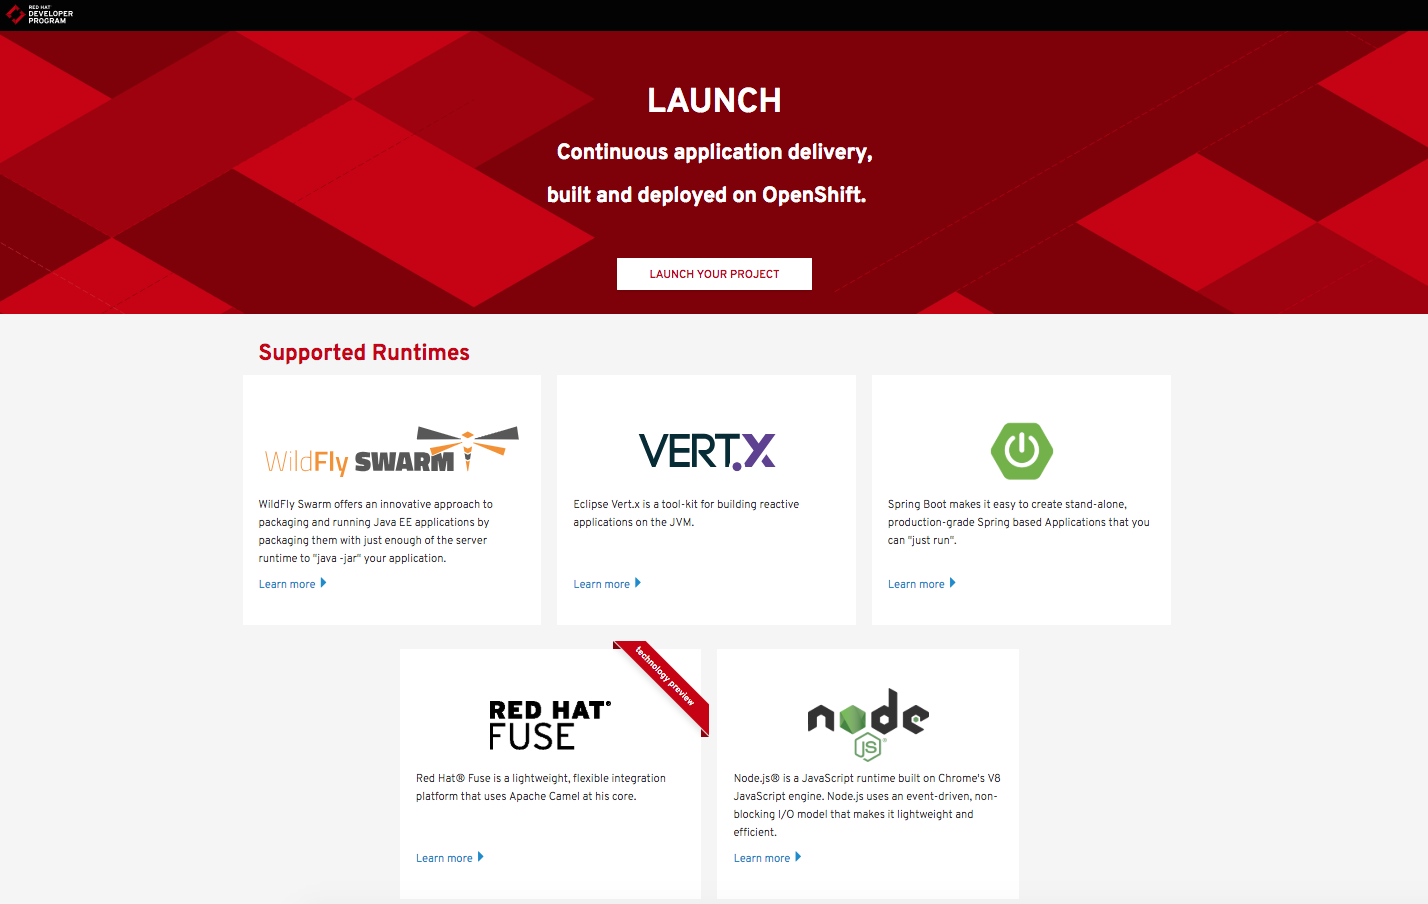 RED HAT
DEVELOPER
PROGRAM
LAUNCH
Continuous application delivery,
built and deployed on OpenShift.
LAUNCH YOUR PROJECT
Supported Runtimes
WildFly SWARM
WildFly Swarm offers an innovative approach to
packaging and running Java EE applications by
packaging them with just enough of the server
runtime to "java -jar" your application.
Learn more
VERT.X
Eclipse Vert.x is a tool-kit for building reactive
applications on the JVM.
Learn more
Spring Boot makes it easy to create stand-alone,
production-grade Spring based Applications that you
can "just run".
Learn more
technology preview
RED HAT®
FUSE
Red Hat® Fuse is a lightweight, flexible integration
platform that uses Apache Camel at his core.
Learn more
node
JS®
Node.js® is a JavaScript runtime built on Chrome's V8
JavaScript engine. Node.js uses an event-driven, non-
blocking I/O model that makes it lightweight and
efficient.
Learn more